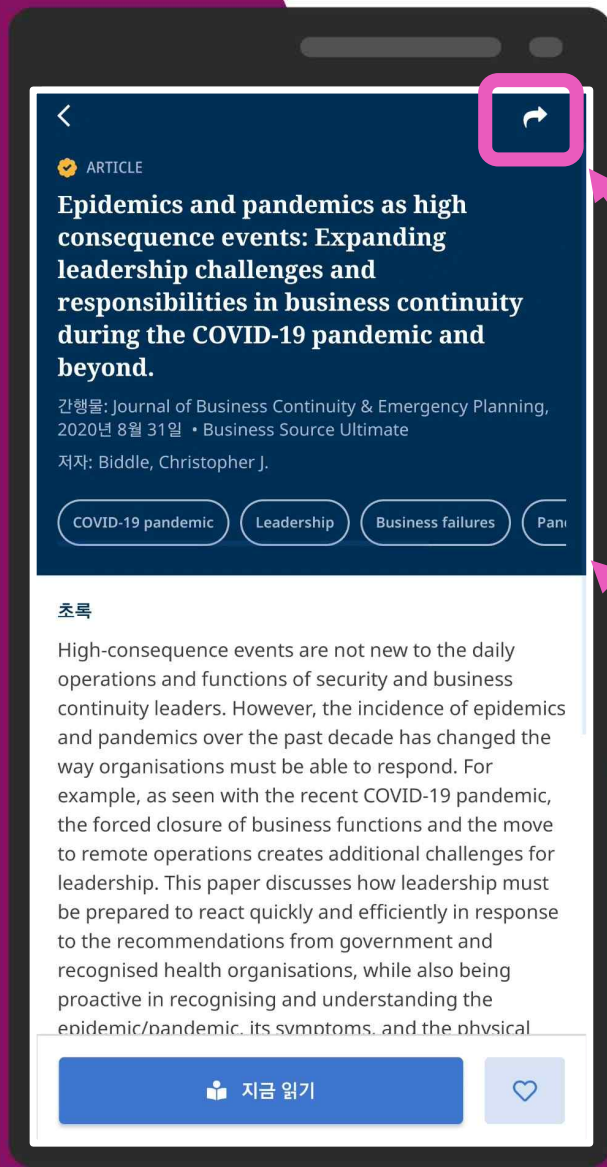 ARTICLE
Epidemics and pandemics as high
consequence events: Expanding
leadership challenges and
responsibilities in business continuity
during the COVID-19 pandemic and
beyond.
간행물: Journal of Business Continuity & Emergency Planning,
2020년 8월 31일 • Business Source Ultimate
저자: Biddle, Christopher J.
COVID-19 pandemic Leadership Business failures
초록
High-consequence events are not new to the daily
operations and functions of security and business
continuity leaders. However, the incidence of epidemics
and pandemics over the past decade has changed the
way organisations must be able to respond. For
example, as seen with the recent COVID-19 pandemic,
the forced closure of business functions and the move
to remote operations creates additional challenges for
leadership. This paper discusses how leadership must
be prepared to react quickly and efficiently in response
to the recommendations from government and
recognised health organisations, while also being
proactive in recognising and understanding the
epidemic/pandemic, its symptoms, and the physical
지금 읽기